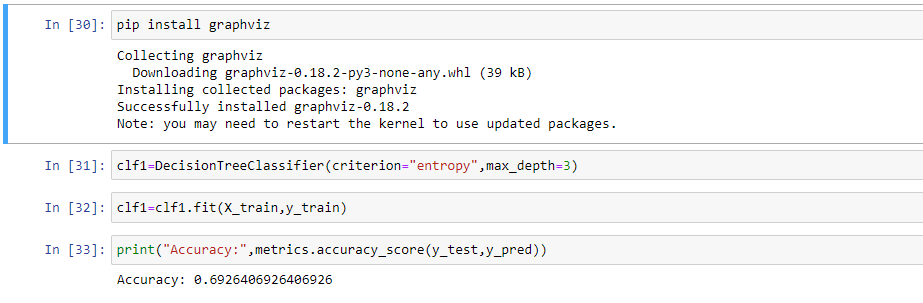 In [30]: pip install graphviz
Collecting graphviz
Downloading graphviz-0.18.2-py3-none-any.whl (39 kB)
Installing collected packages: graphviz
Successfully installed graphviz-0.18.2
Note: you may need to restart the kernel to use updated packages.
In [31]: clf1=DecisionTreeClassifier(criterion="entropy",max_depth=3)
In [32]: clf1=clf1.fit(X_train,y_train)
In [33]: print("Accuracy:",metrics.accuracy_score(y_test,y_pred))
Accuracy: 0.6926406926406926